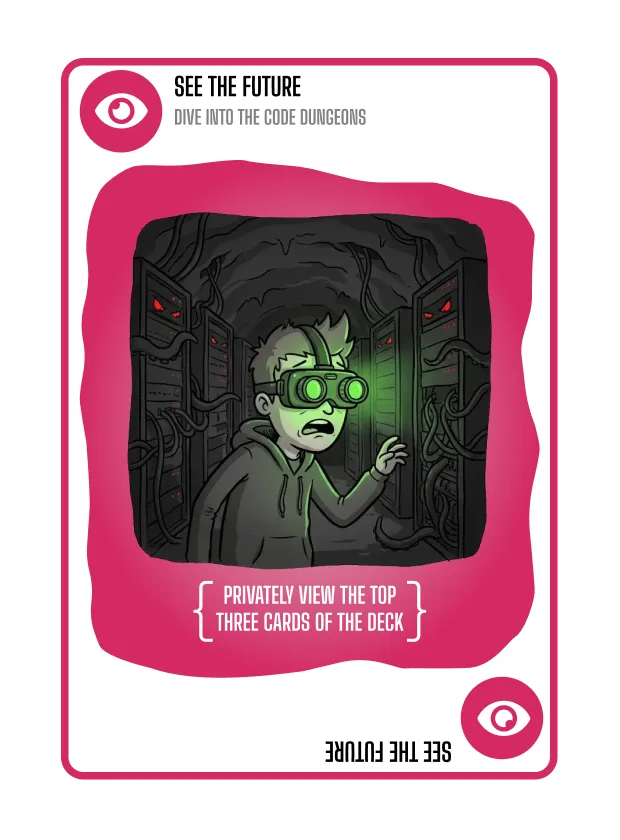 SEE THE FUTURE
DIVE INTO THE CODE DUNGEONS
PRIVATELY VIEW THE TOP
THREE CARDS OF THE DECK
SEE THE FUTURE